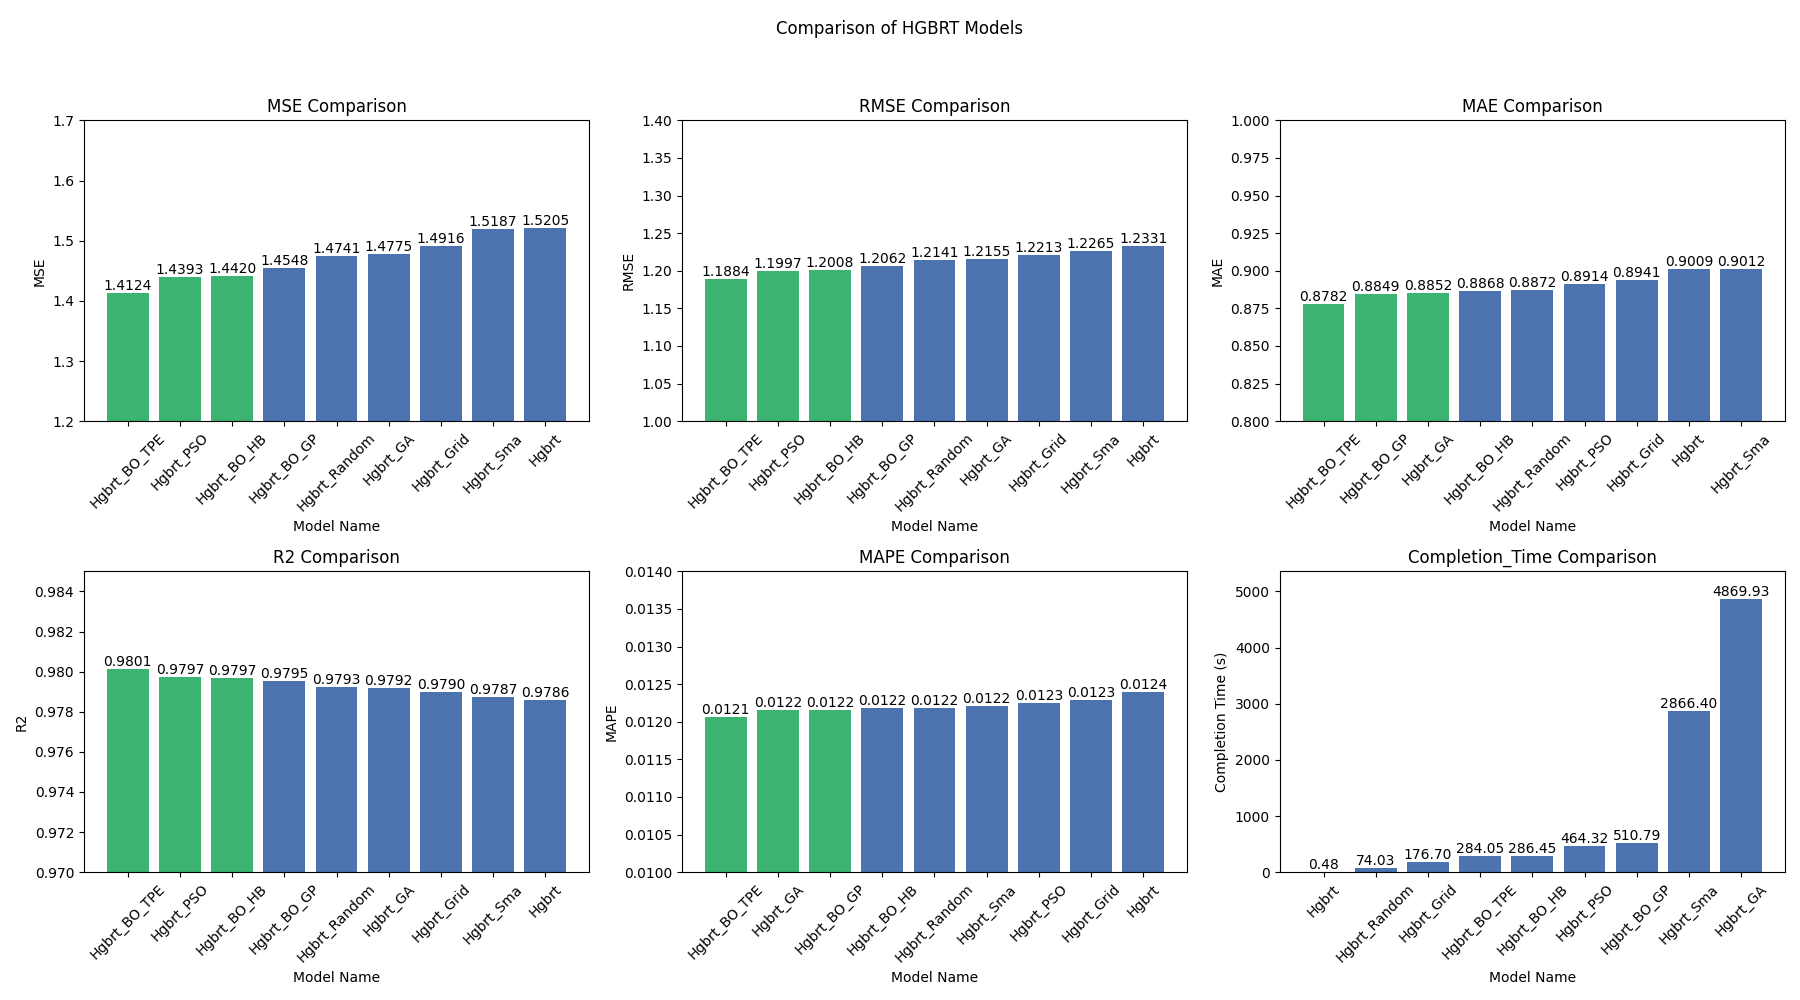 Comparison of HGBRT Models
MSE Comparison
MSE
1.7
1.6
1.5
1.4
1.3
1.2
1.4124
1.4393
1.4420
1.4548
1.4741
1.4775
1.4916
1.5187
1.5205
Hgbrt_BO_TPE
Hgbrt_PSO
Hgbrt_BO_HB
Hgbrt_BO_GP
Hgbrt_Random
Hgbrt_GA
Hgbrt_Grid
Hgbrt_Sma
Hgbrt
Model Name
RMSE Comparison
RMSE
1.40
1.35
1.30
1.25
1.20
1.15
1.10
1.05
1.00
1.1884
1.1997
1.2008
1.2062
1.2141
1.2155
1.2213
1.2265
1.2331
Hgbrt_BO_TPE
Hgbrt_PSO
Hgbrt_BO_HB
Hgbrt_BO_GP
Hgbrt_Random
Hgbrt_GA
Hgbrt_Grid
Hgbrt_Sma
Hgbrt
Model Name
MAE Comparison
MAE
1.000
0.975
0.950
0.925
0.900
0.875
0.850
0.825
0.800
0.8782
0.8849
0.8852
0.8868
0.8872
0.8914
0.8941
0.9009
0.9012
Hgbrt_BO_TPE
Hgbrt_BO_GP
Hgbrt_GA
Hgbrt_BO_HB
Hgbrt_Random
Hgbrt_PSO
Hgbrt_Grid
Hgbrt
Hgbrt_Sma
Model Name
R2 Comparison
R2
0.984
0.982
0.980
0.978
0.976
0.974
0.972
0.970
0.9801
0.9797
0.9797
0.9795
0.9793
0.9792
0.9790
0.9787
0.9786
Hgbrt_BO_TPE
Hgbrt_PSO
Hgbrt_BO_HB
Hgbrt_BO_GP
Hgbrt_Random
Hgbrt_GA
Hgbrt_Grid
Hgbrt_Sma
Hgbrt
Model Name
MAPE Comparison
MAPE
0.0140
0.0135
0.0130
0.0125
0.0120
0.0115
0.0110
0.0105
0.0100
0.0121
0.0122
0.0122
0.0122
0.0122
0.0122
0.0123
0.0123
0.0124
Hgbrt_BO_TPE
Hgbrt_GA
Hgbrt_BO_GP
Hgbrt_BO_HB
Hgbrt_Random
Hgbrt_Sma
Hgbrt_PSO
Hgbrt_Grid
Hgbrt
Model Name
Completion_Time Comparison
Completion Time (s)
5000
4000
3000
2000
1000
0
0.48
74.03
176.70
284.05
286.45
464.32
510.79
2866.40
4869.93
Hgbrt
Hgbrt_Random
Hgbrt_Grid
Hgbrt_BO_TPE
Hgbrt_BO_HB
Hgbrt_PSO
Hgbrt_BO_GP
Hgbrt_Sma
Hgbrt_GA
Model Name